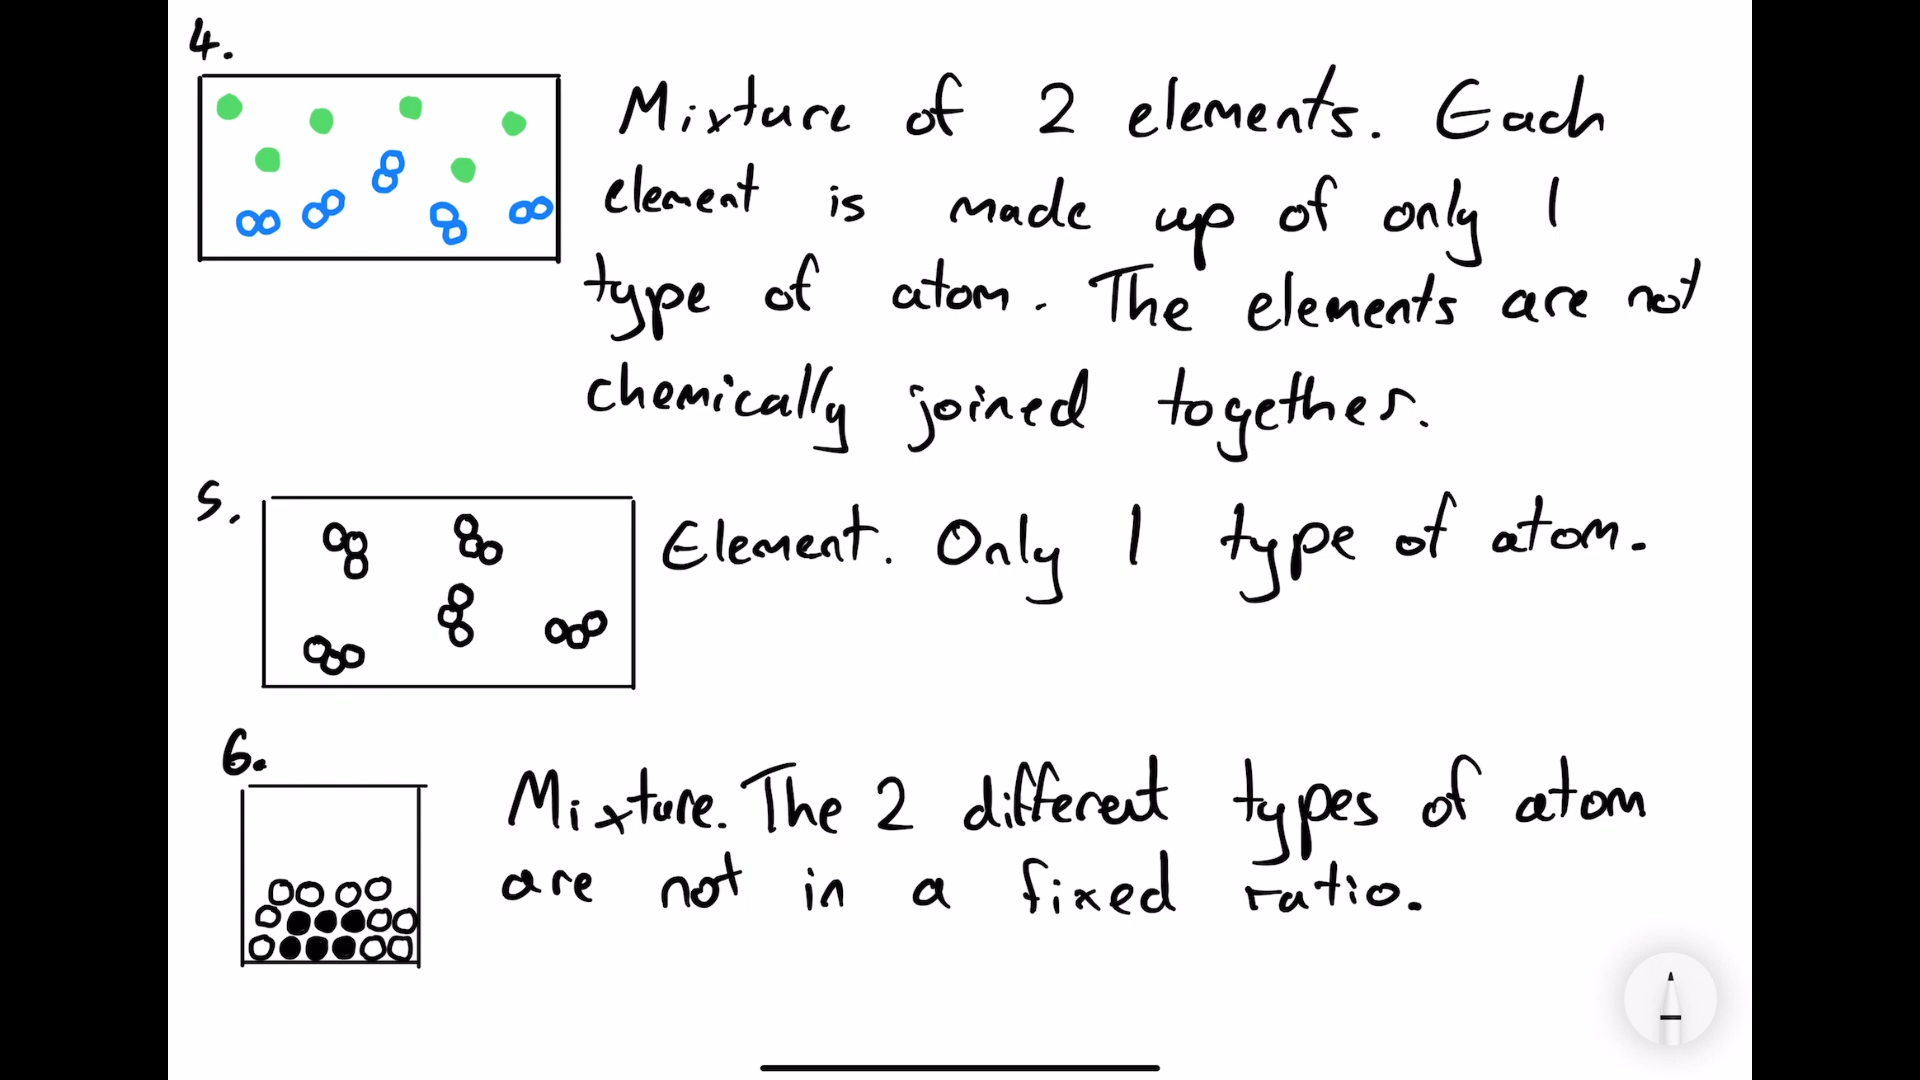 4.
Mixture of 2 elements. Each
element is made up of only 1
type of atom. The elements are not
chemically joined together.
5.
Element. Only 1 type of atom.
6.
Mixture. The 2 different types of atom
are not in a fixed ratio.